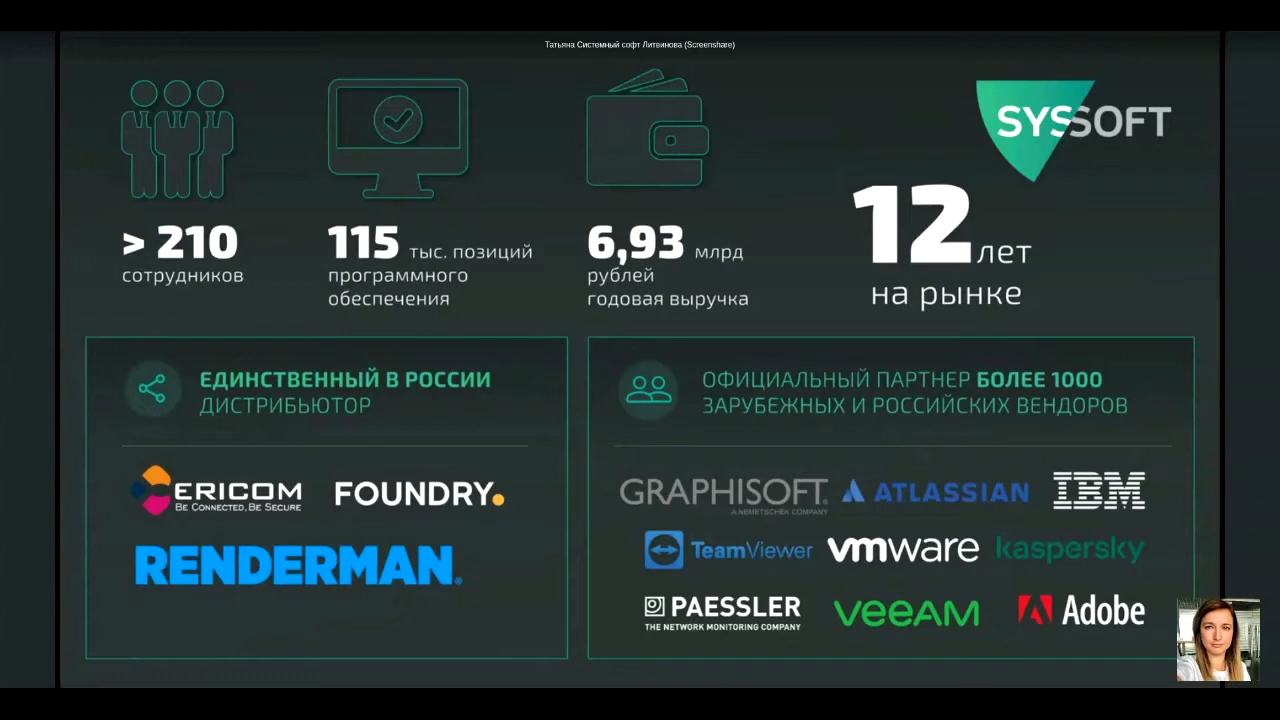 Татьяна Системный софт Литвинова (Screenshare)
SYSSOFT
> 210
сотрудников
115 тыс. позиций
программного
обеспечения
6,93 млрд
рублей
годовая выручка
12 лет
на рынке
ЕДИНСТВЕННЫЙ В РОССИИ
ДИСТРИБЬЮТОР
ERICOM
BE CONNECTED, BE SECURE
FOUNDRY.
RENDERMAN®
ОФИЦИАЛЬНЫЙ ПАРТНЕР БОЛЕЕ 1000
ЗАРУБЕЖНЫХ И РОССИЙСКИХ ВЕНДОРОВ
GRAPHISOFT.
A NEMETSCHEK COMPANY
ATLASSIAN
IBM
TeamViewer
vmware
kaspersky
PAESSLER
THE NETWORK MONITORING COMPANY
veeAM
Adobe